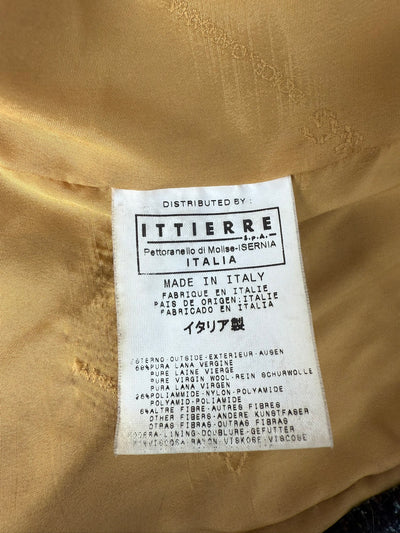 DISTRIBUTED BY :
ITTIERRE
S.p.A.
Pettoranello di Molise-ISERNIA
ITALIA
MADE IN ITALY
FABRIQUE EN ITALIE
PAIS DE ORIGEN:ITALIE
FABRICADO EN ITALIA
イタリア製
ESTERNO-OUTSIDE-EXTERIEUR-AUSEN
PURA LANA VERGINE
PURE LAINE VIERGE
PURE VIRGIN WOOL-REIN SCHURWOLLE
PURA LANA VIRGEN
POLIAMMIDE-NYLON-POLYAMIDE
POLYAMID-POLIAMIDE
6%ALTRE FIBRE-AUTRES FIBRES
OTHER FIBERS-ANDERE KUNSTFASER
OTRAS FIBRAS-OUTRAS FIBRAS
FODERA-LINING-DOUBLURE-GEFUTTER
VISCOSA-RAYON-VISKOSE-VISCOSE